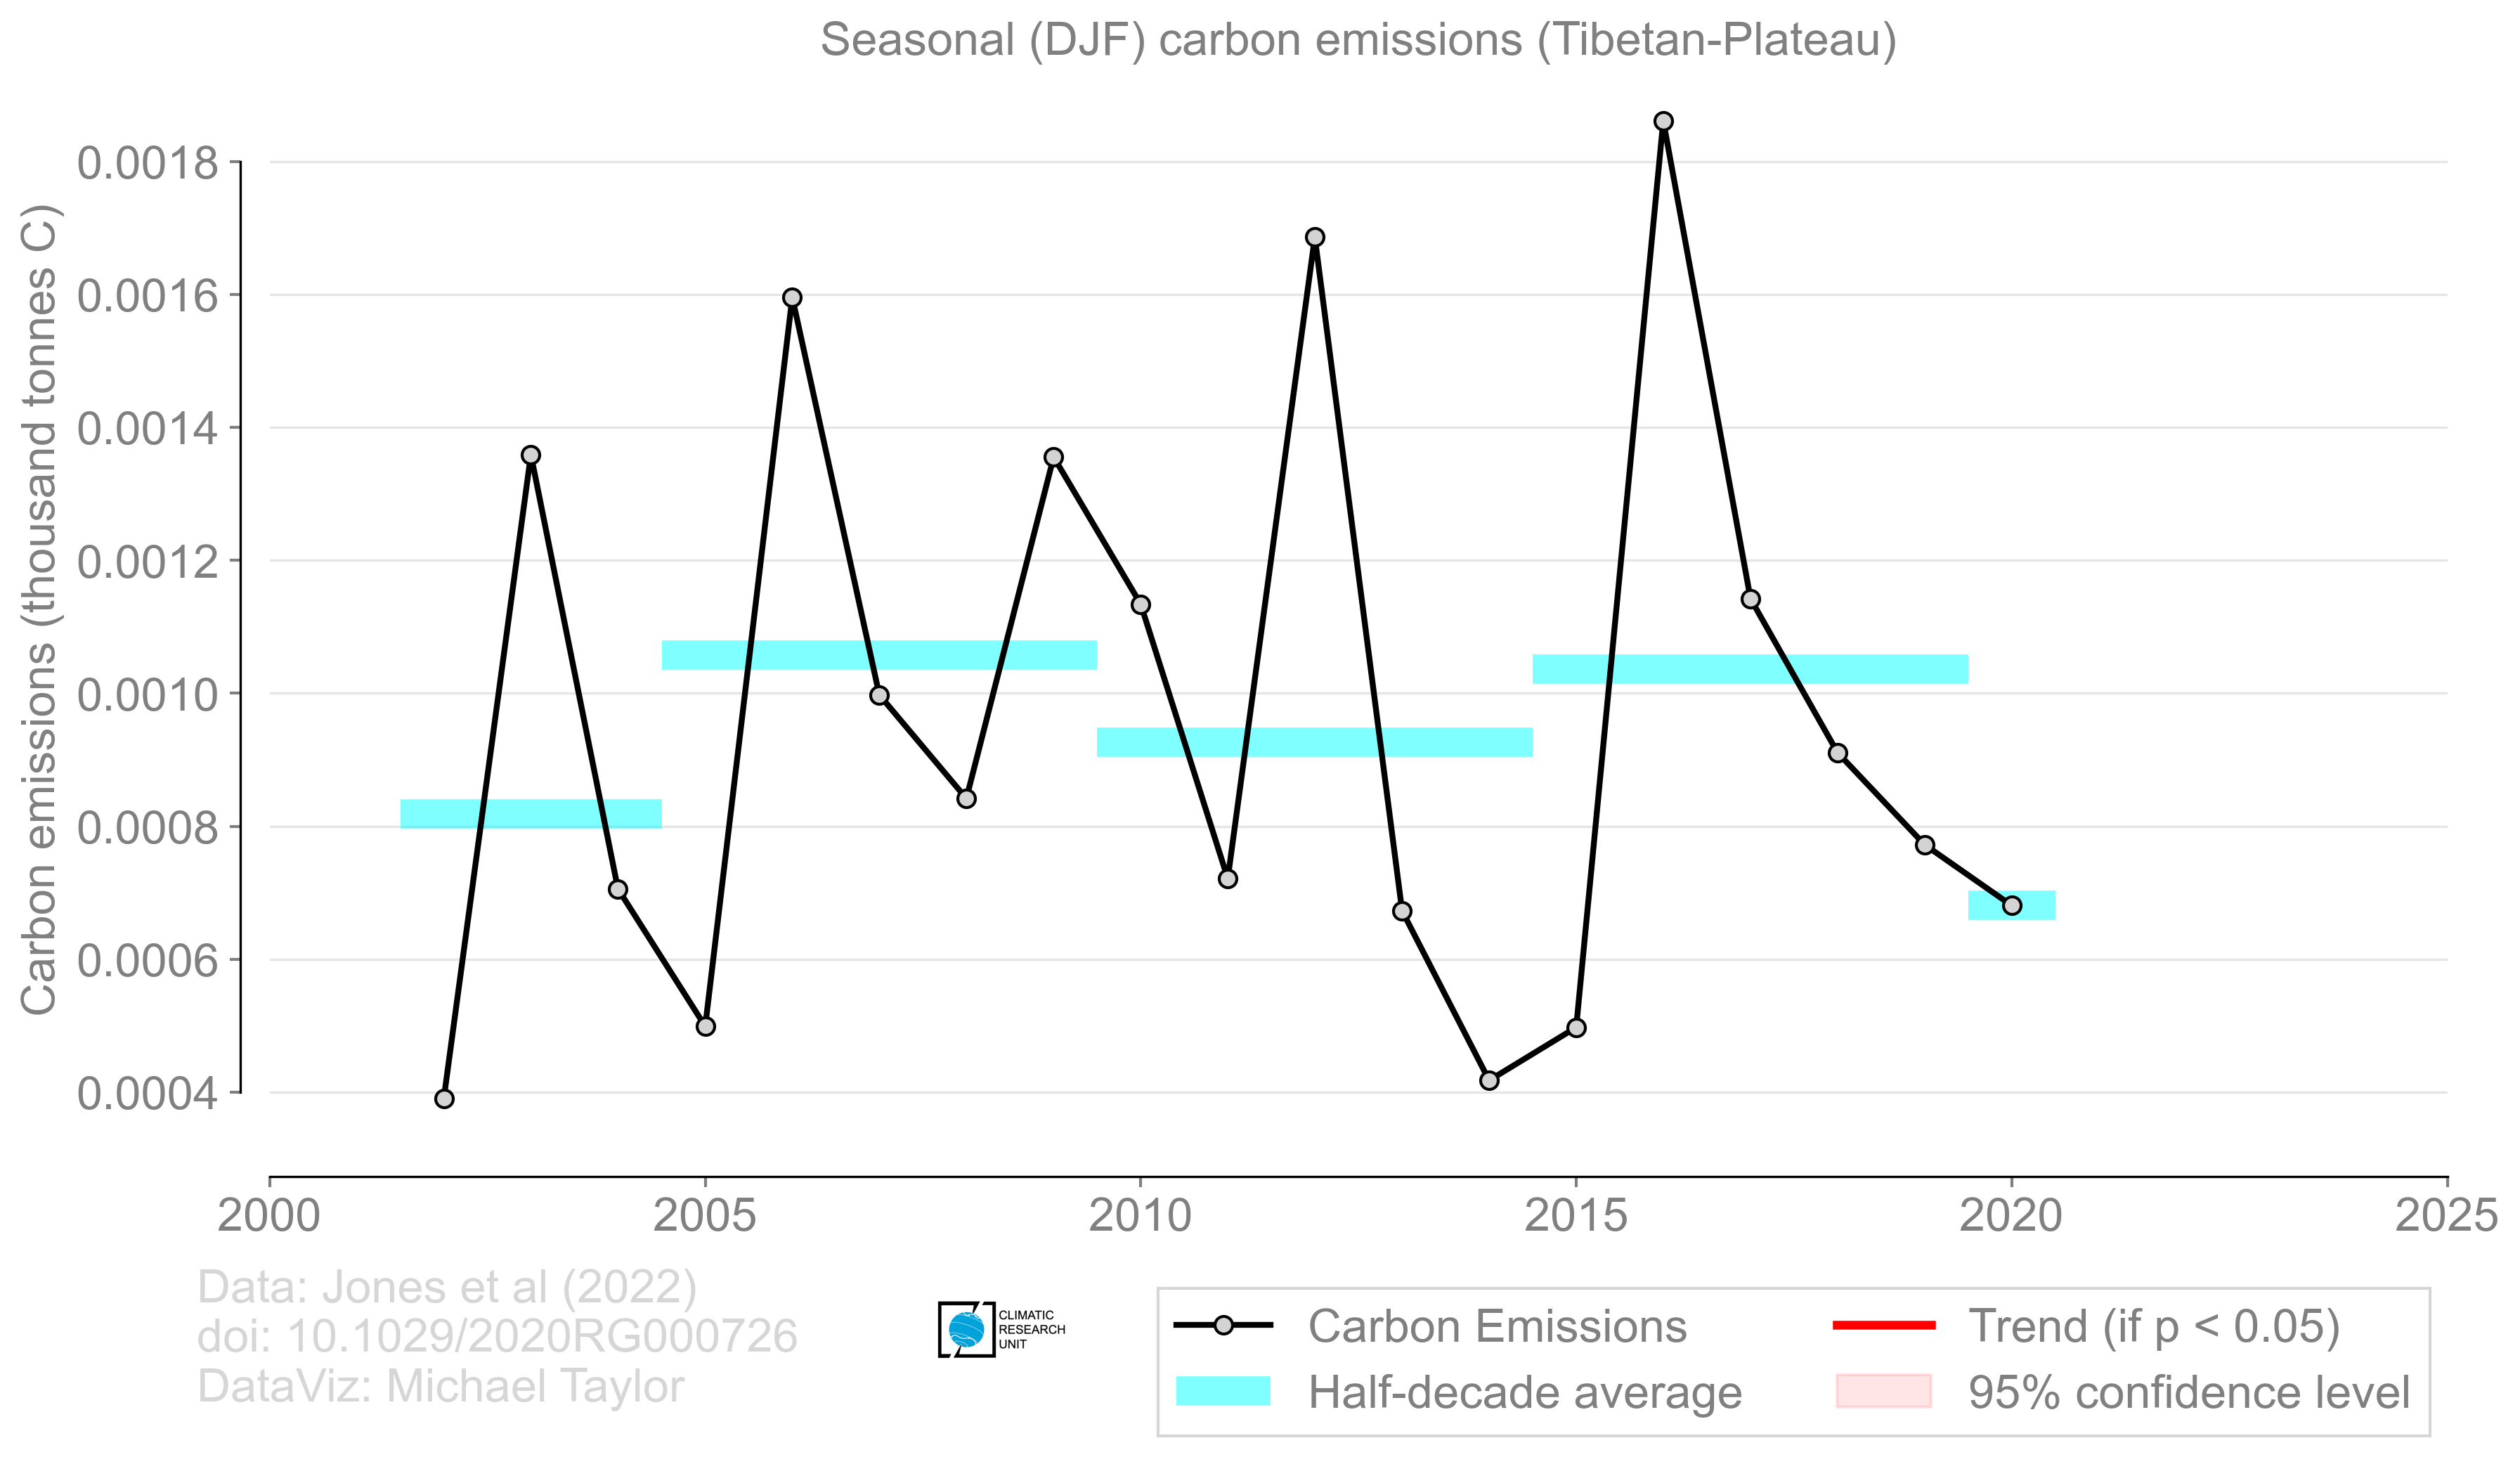 Seasonal (DJF) carbon emissions (Tibetan-Plateau)
Carbon emissions (thousand tonnes C)
0.0018
0.0016
0.0014
0.0012
0.0010
0.0008
0.0006
0.0004
2000 2005 2010 2015 2020 2025
Data: Jones et al (2022)
doi: 10.1029/2020RG000726
DataViz: Michael Taylor
CLIMATIC
RESEARCH
UNIT
Carbon Emissions
Half-decade average
Trend (if p < 0.05)
95% confidence level